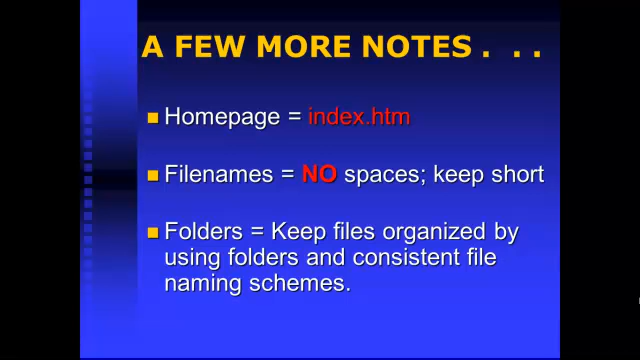 A FEW MORE NOTES . . .
Homepage = index.htm
Filenames = NO spaces; keep short
Folders = Keep files organized by
using folders and consistent file
naming schemes.